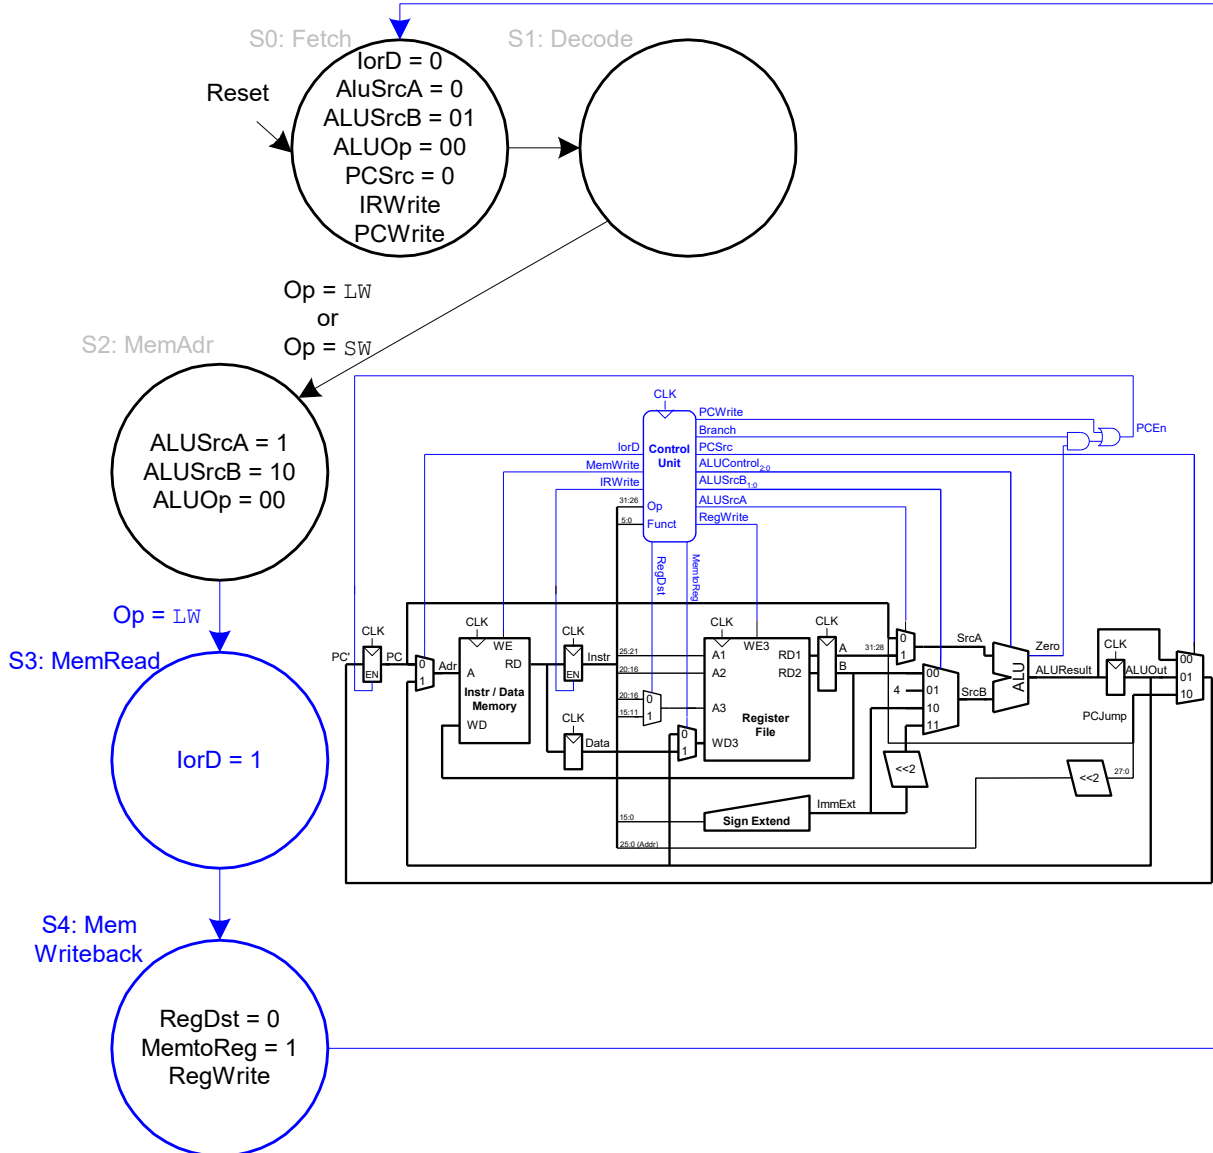 S0: Fetch
S1: Decode
Reset
IorD = 0
AluSrcA = 0
ALUSrcB = 01
ALUOp = 00
PCSrc = 0
IRWrite
PCWrite
Op = LW
or
Op = SW
S2: MemAdr
ALUSrcA = 1
ALUSrcB = 10
ALUOp = 00
Op = LW
S3: MemRead
IorD = 1
S4: Mem
Writeback
RegDst = 0
MemtoReg = 1
RegWrite
CLK
PCWrite
Branch
PCEn
IorD
Control
Unit
PCSrc
MemWrite
ALUControl2:0
IRWrite
ALUSrcB1:0
31:26
Op
ALUSrcA
5:0
Funct
RegWrite
RegDst
MemtoReg
CLK
CLK
CLK
CLK
CLK
CLK
PC'
EN
PC
0
1
Adr
WE
A
RD
Instr / Data
Memory
WD
EN
Instr
CLK
Data
25:21
20:16
20:16
15:11
0
1
0
1
A1
A2
A3
WD3
WE3
RD1
RD2
Register
File
A
B
31:28
0
1
SrcA
4
00
01
10
11
SrcB
ALU
Zero
ALUResult
ALUOut
00
01
10
PCJump
<<2
<<2
27:0
15:0
Sign Extend
ImmExt
25:0 (Addr)